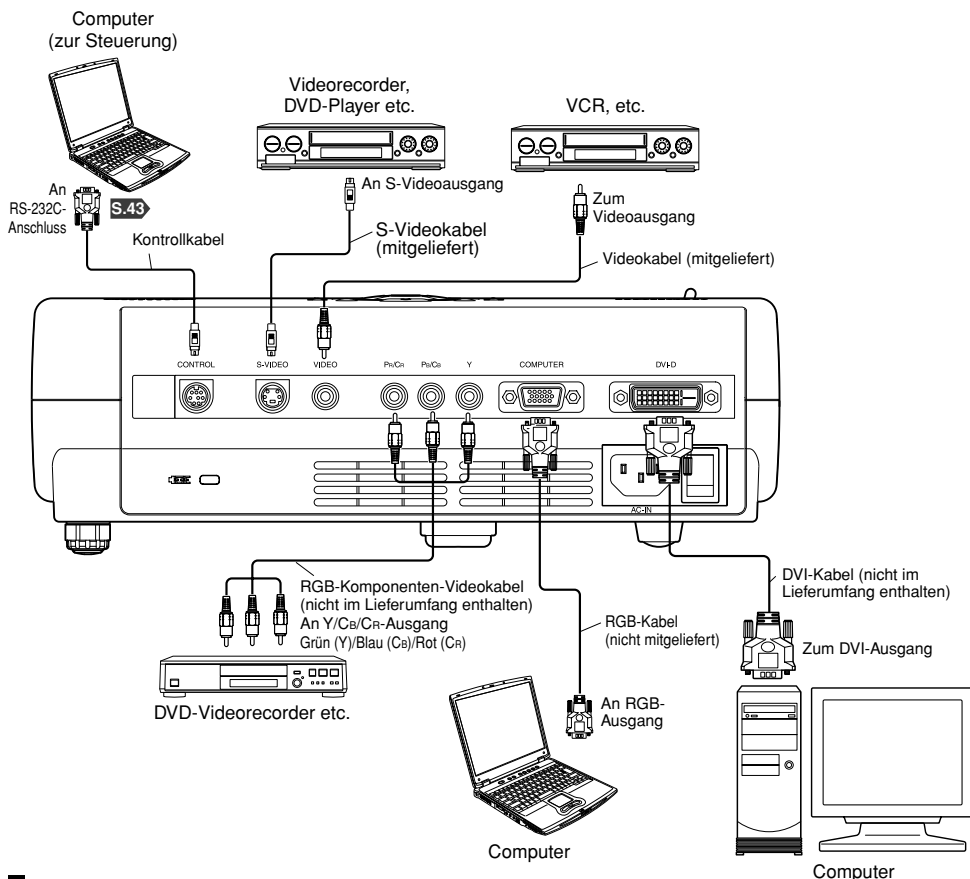 Computer
(zur Steuerung)
Videorecorder,
DVD-Player etc.
VCR, etc.
An
RS-232C-
Anschluss
S.43
An S-Videoausgang
Zum
Videoausgang
Kontrollkabel
S-Videokabel
(mitgeliefert)
Videokabel (mitgeliefert)
CONTROL
S-VIDEO
VIDEO
PR/CR
PB/CB
Y
COMPUTER
DVI-D
AC-IN
RGB-Komponenten-Videokabel
(nicht im Lieferumfang enthalten)
An Y/CB/CR-Ausgang
Grün (Y)/Blau (CB)/Rot (CR)
DVD-Videorecorder etc.
RGB-Kabel
(nicht mitgeliefert)
An RGB-
Ausgang
Computer
DVI-Kabel (nicht im
Lieferumfang enthalten)
Zum DVI-Ausgang
Computer